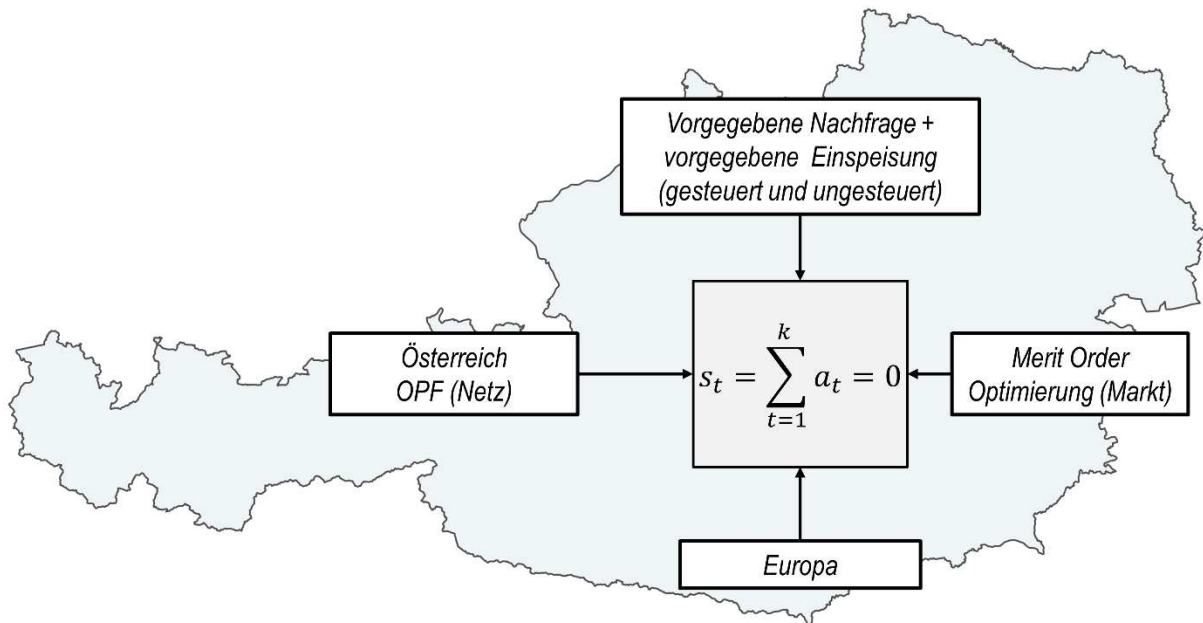 Vorgegebene Nachfrage +
vorgegebene Einspeisung
(gesteuert und ungesteuert)
Österreich
OPF (Netz)
k
s_t = ∑ a_t = 0
t=1
Merit Order
Optimierung (Markt)
Europa